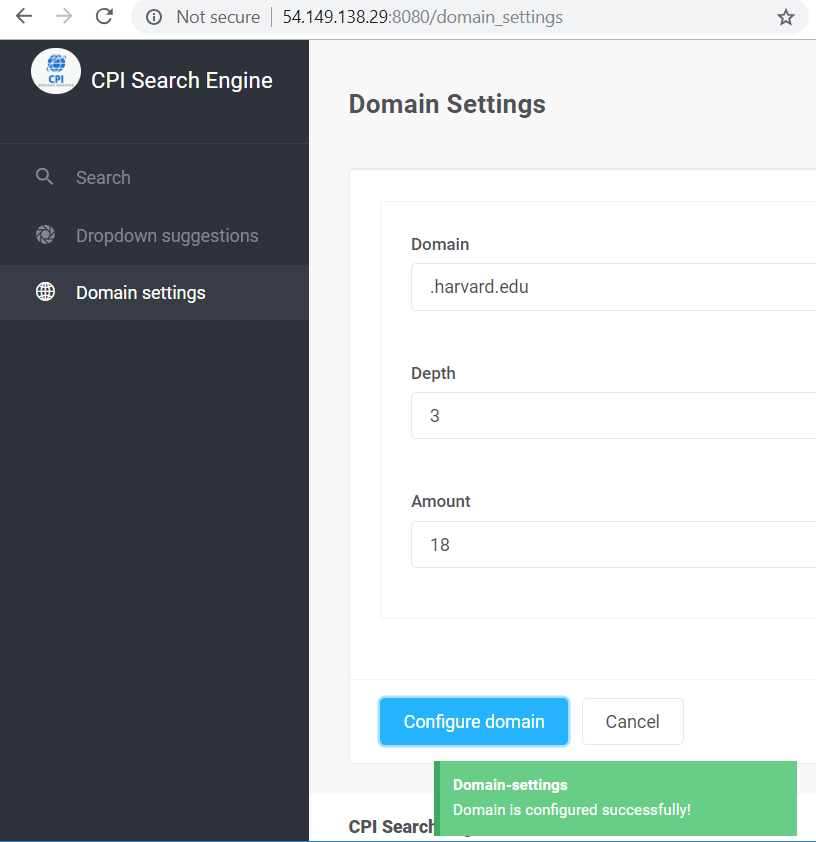 Not secure | 54.149.138.29:8080/domain_settings
CPI
CPI Search Engine
Search
Dropdown suggestions
Domain settings
Domain Settings
Domain
.harvard.edu
Depth
3
Amount
18
Configure domain
Cancel
Domain-settings
Domain is configured successfully!
CPI Search